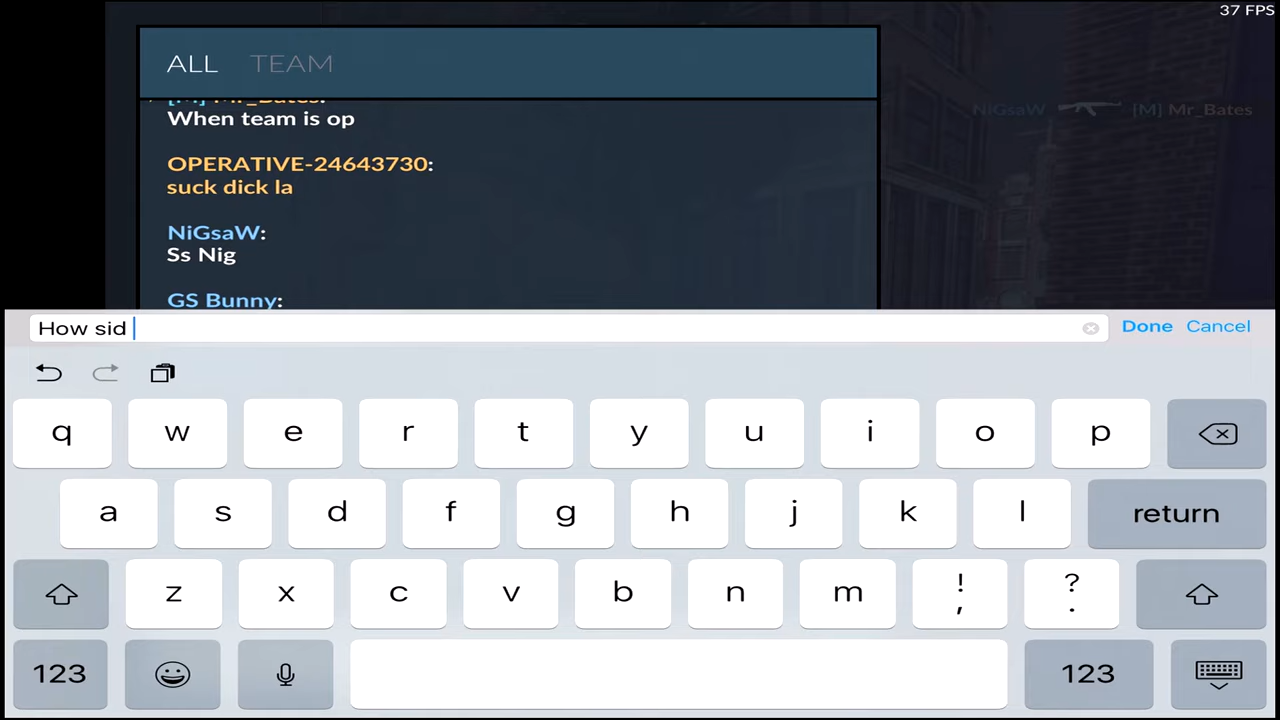 37 FPS
ALL TEAM
[M] Mr_Bates:
When team is op
NiGsaW [M] Mr_Bates
OPERATIVE-24643730:
suck dick la
NiGsaW:
Ss Nig
GS Bunny:
How sid
Done Cancel
q w e r t y u i o p
a s d f g h j k l return
z x c v b n m ! , ? .
123 123